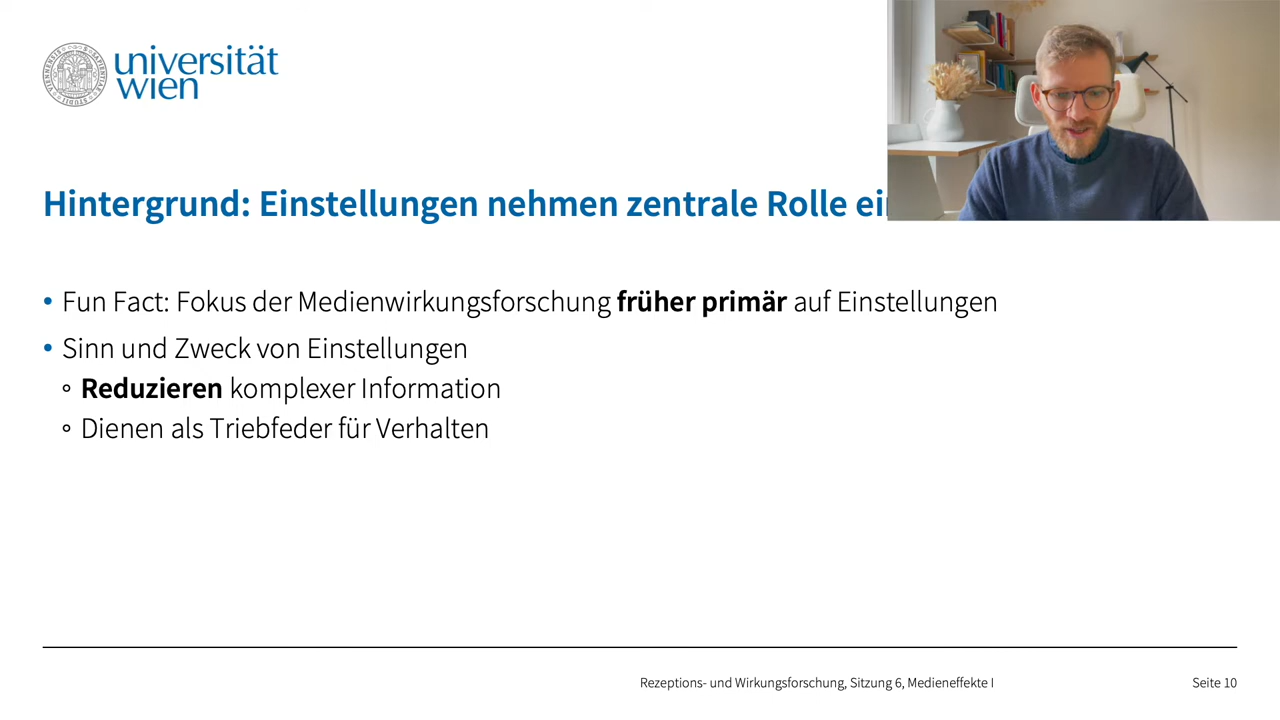 universität
wien
Hintergrund: Einstellungen nehmen zentrale Rolle
• Fun Fact: Fokus der Medienwirkungsforschung früher primär auf Einstellungen
• Sinn und Zweck von Einstellungen
◦ Reduzieren komplexer Information
◦ Dienen als Triebfeder für Verhalten
Rezeptions- und Wirkungsforschung, Sitzung 6, Medieneffekte I
Seite 10